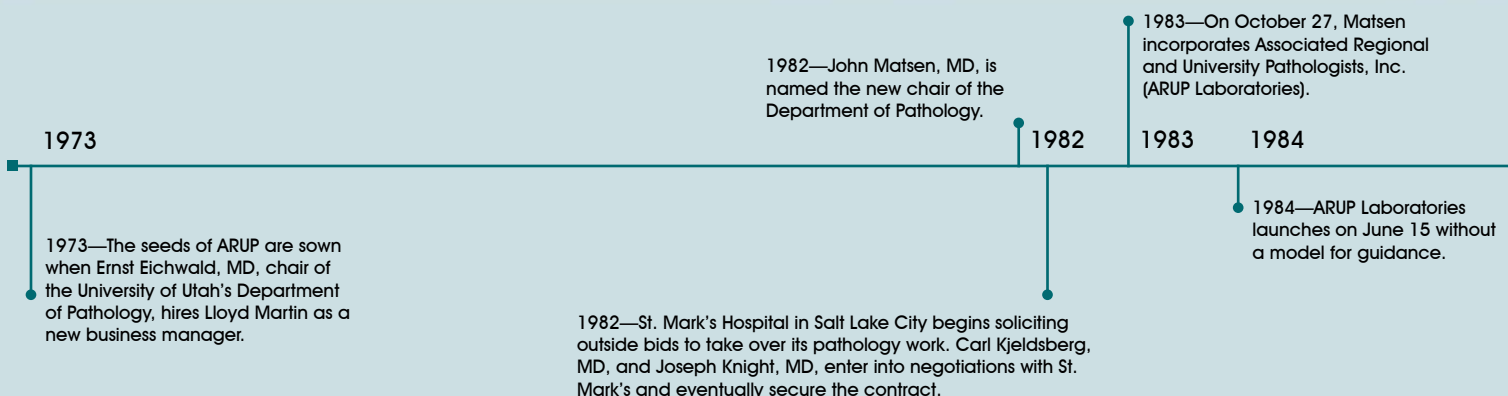 1983—On October 27, Matsen
incorporates Associated Regional
and University Pathologists, Inc.
(ARUP Laboratories).
1982—John Matsen, MD, is
named the new chair of the
Department of Pathology.
1973
1982
1983
1984
1973—The seeds of ARUP are sown
when Ernst Eichwald, MD, chair of
the University of Utah's Department
of Pathology, hires Lloyd Martin as a
new business manager.
1982—St. Mark's Hospital in Salt Lake City begins soliciting
outside bids to take over its pathology work. Carl Kjeldsberg,
MD, and Joseph Knight, MD, enter into negotiations with St.
Mark's and eventually secure the contract.
1984—ARUP Laboratories
launches on June 15 without
a model for guidance.